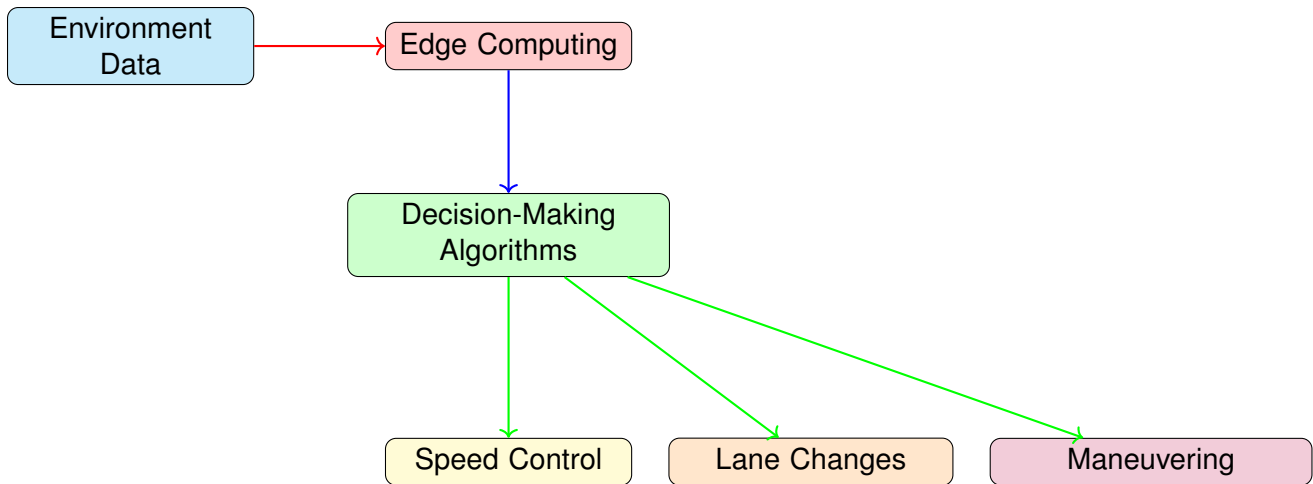 Environment
Data
Edge Computing
Decision-Making
Algorithms
Speed Control
Lane Changes
Maneuvering